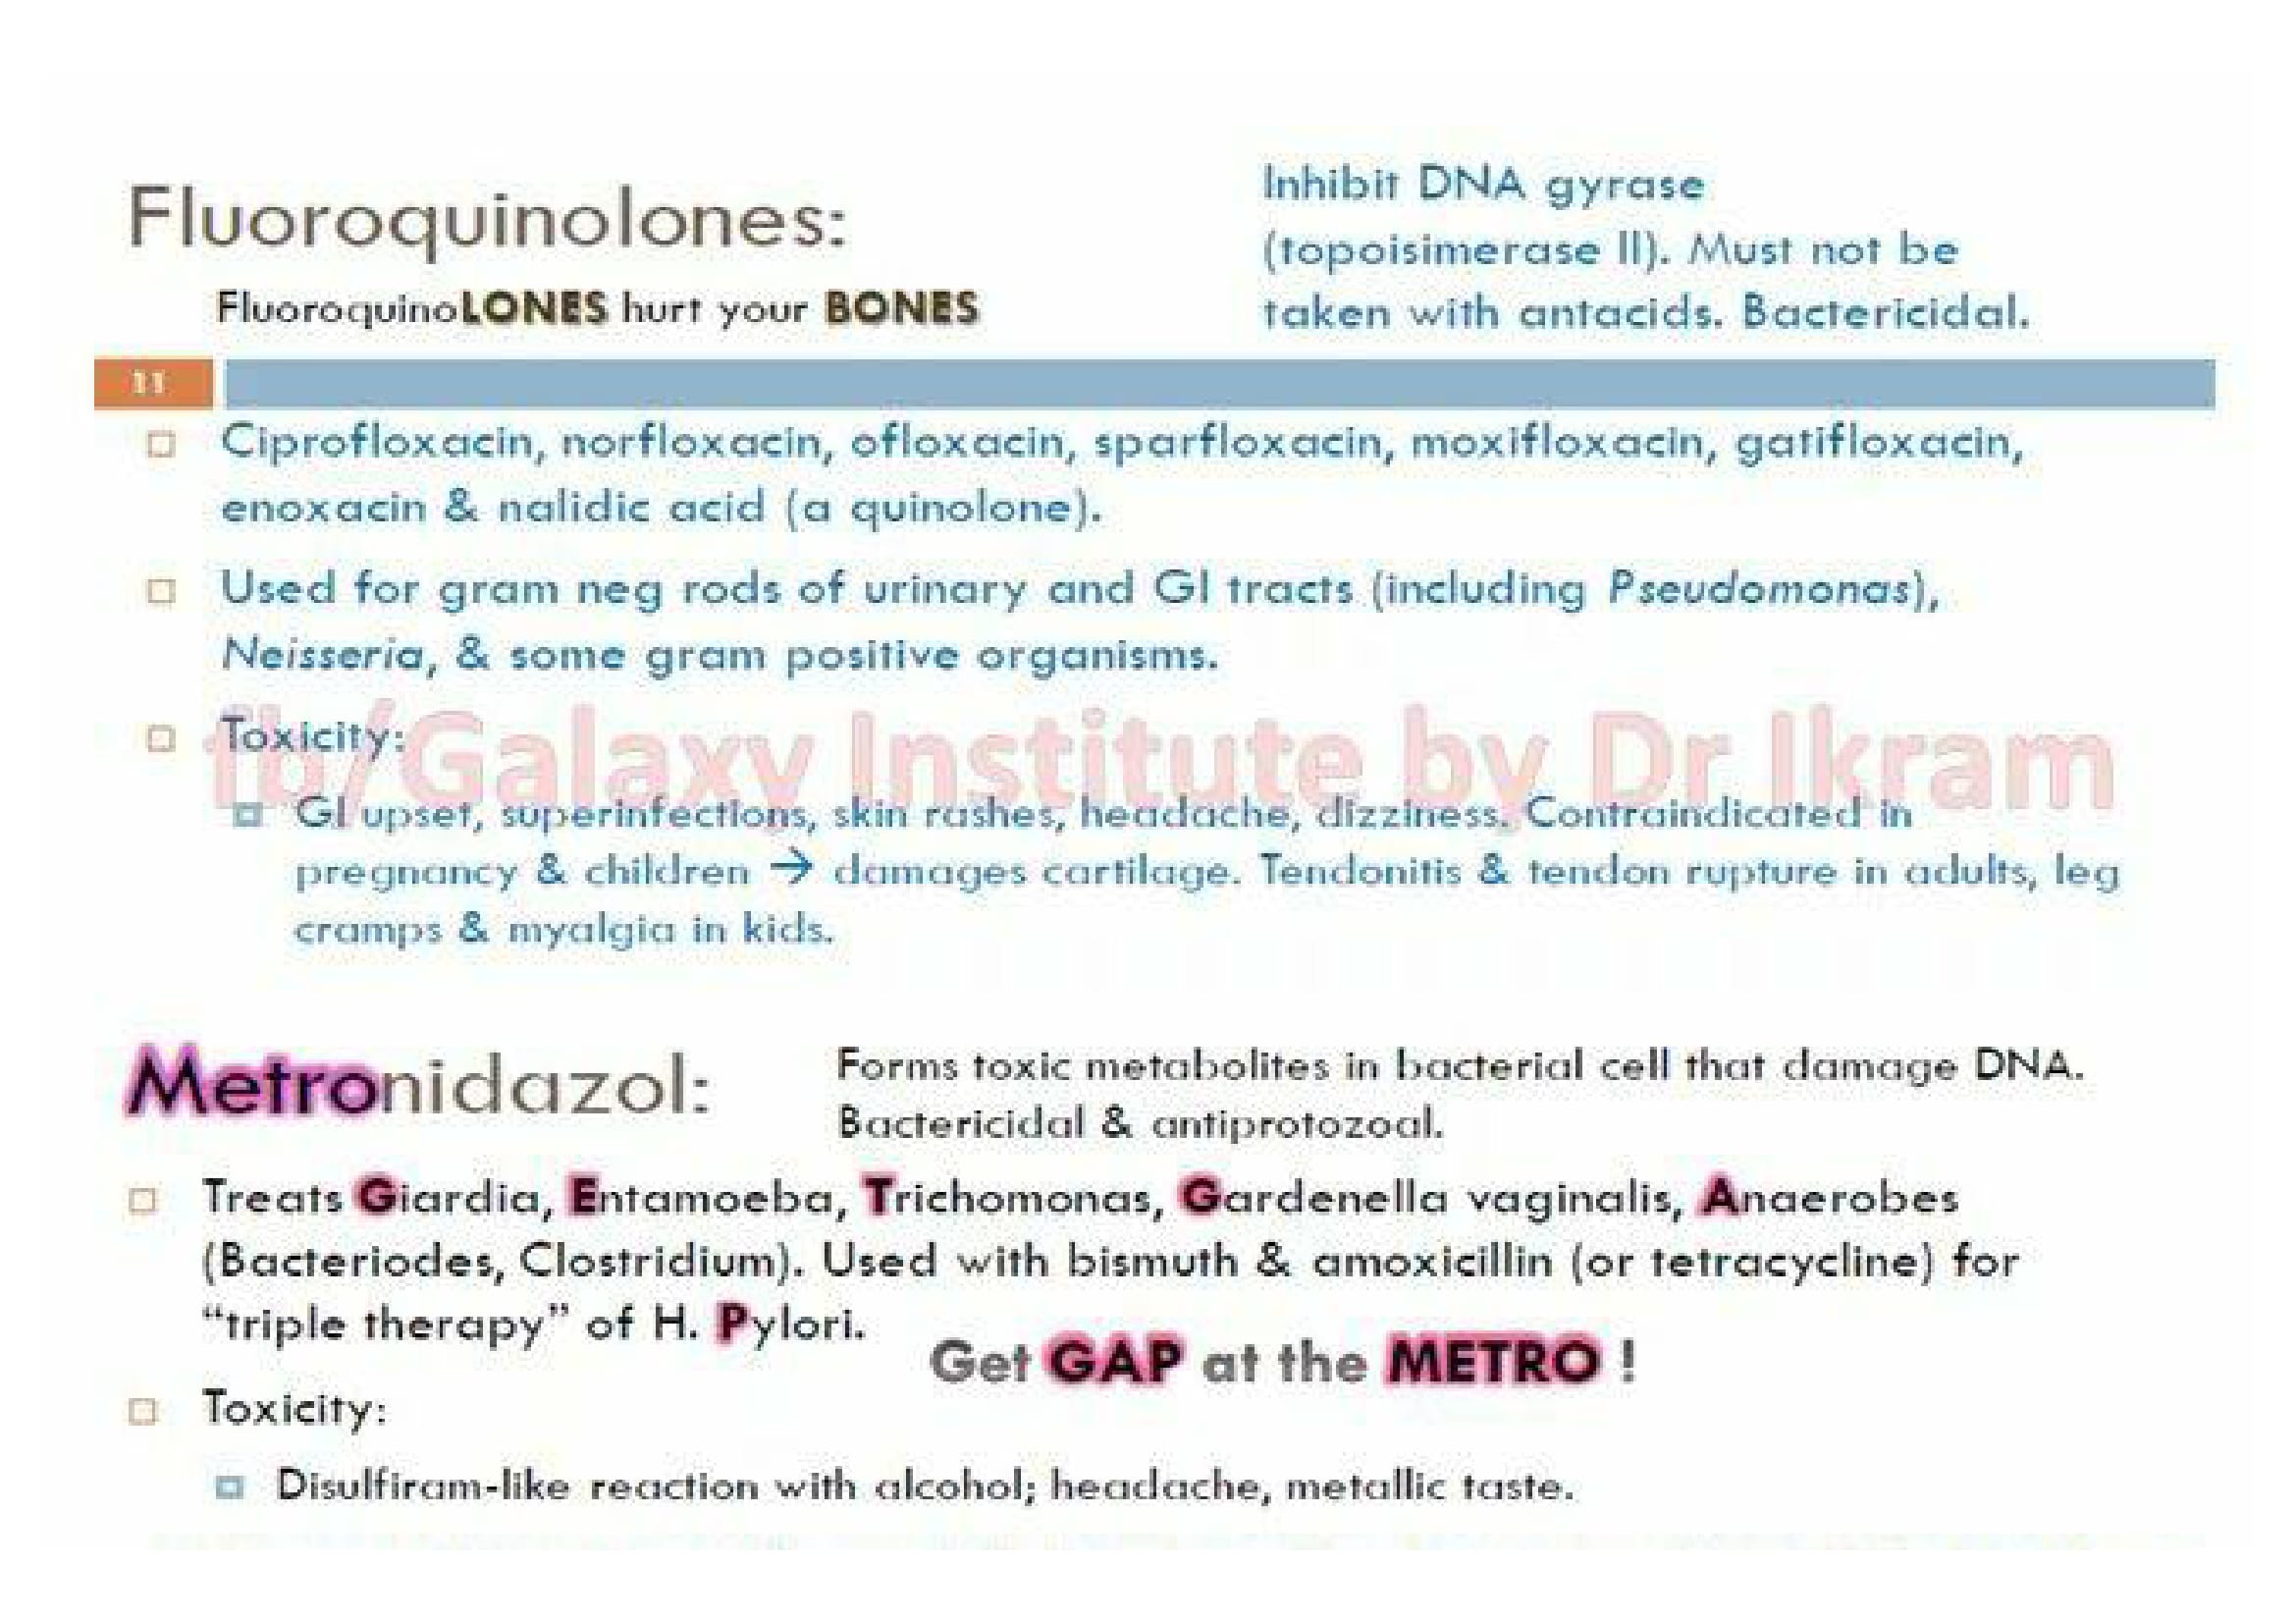 Fluoroquinolones:
FluoroquinoLONES hurt your BONES
Inhibit DNA gyrase
(topoisimerase II). Must not be
taken with antacids. Bactericidal.
11
Ciprofloxacin, norfloxacin, ofloxacin, sparfloxacin, moxifloxacin, gatifloxacin,
enoxacin & nalidic acid (a quinolone).
Used for gram neg rods of urinary and GI tracts (including Pseudomonas),
Neisseria, & some gram positive organisms.
fb/Galaxy Institute by Dr Ikram
Toxicity:
GI upset, superinfections, skin rashes, headache, dizziness. Contraindicated in
pregnancy & children → damages cartilage. Tendonitis & tendon rupture in adults, leg
cramps & myalgia in kids.
Metronidazol:
Forms toxic metabolites in bacterial cell that damage DNA.
Bactericidal & antiprotozoal.
Treats Giardia, Entamoeba, Trichomonas, Gardenella vaginalis, Anaerobes
(Bacteriodes, Clostridium). Used with bismuth & amoxicillin (or tetracycline) for
“triple therapy” of H. Pylori.
Get GAP at the METRO !
Toxicity:
Disulfiram-like reaction with alcohol; headache, metallic taste.